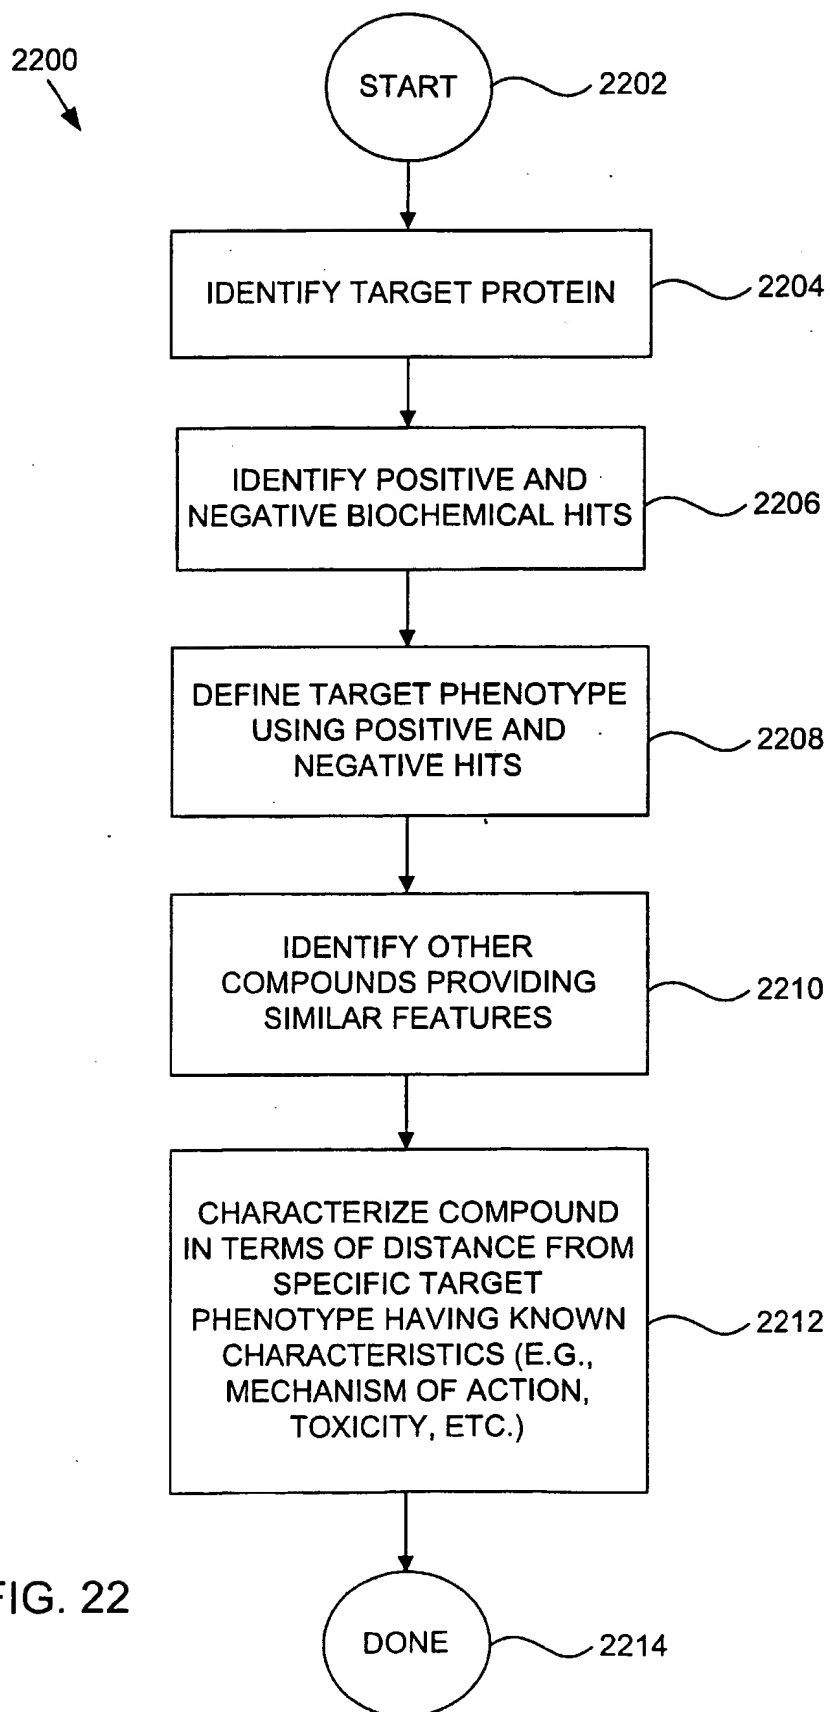 2200
START
2202
IDENTIFY TARGET PROTEIN
2204
IDENTIFY POSITIVE AND
NEGATIVE BIOCHEMICAL HITS
2206
DEFINE TARGET PHENOTYPE
USING POSITIVE AND
NEGATIVE HITS
2208
IDENTIFY OTHER
COMPOUNDS PROVIDING
SIMILAR FEATURES
2210
CHARACTERIZE COMPOUND
IN TERMS OF DISTANCE FROM
SPECIFIC TARGET
PHENOTYPE HAVING KNOWN
CHARACTERISTICS (E.G.,
MECHANISM OF ACTION,
TOXICITY, ETC.)
2212
FIG. 22
DONE
2214